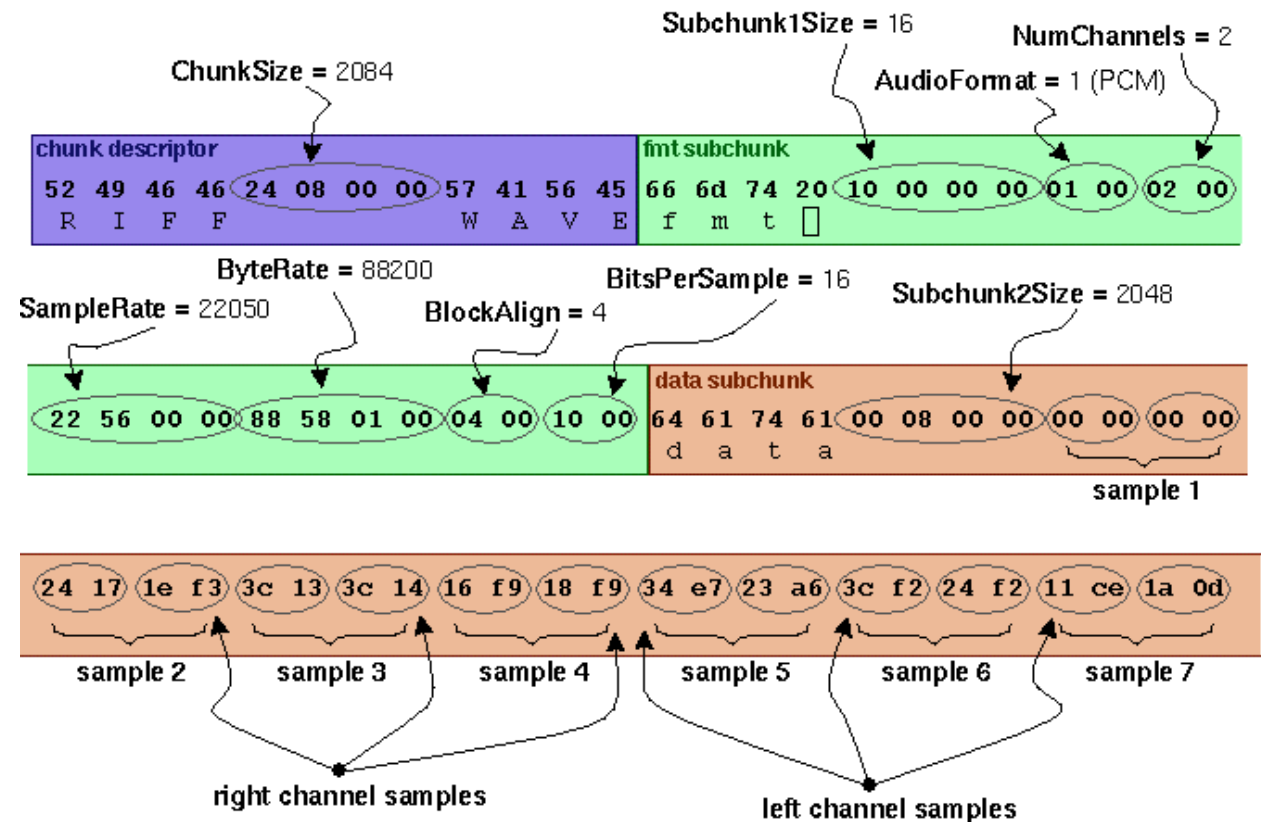 Subchunk1Size = 16
NumChannels = 2
ChunkSize = 2084
AudioFormat = 1 (PCM)
chunk descriptor
fmt subchunk
52 49 46 46 24 08 00 00 57 41 56 45 66 6d 74 20 10 00 00 00 01 00 02 00
R I F F W A V E f m t
ByteRate = 88200
BitsPerSample = 16
SampleRate = 22050
BlockAlign = 4
Subchunk2Size = 2048
data subchunk
22 56 00 00 88 58 01 00 04 00 10 00 64 61 74 61 00 08 00 00 00 00 00 00
d a t a
sample 1
24 17 1e f3 3c 13 3c 14 16 f9 18 f9 34 e7 23 a6 3c f2 24 f2 11 ce 1a 0d
sample 2 sample 3 sample 4 sample 5 sample 6 sample 7
right channel samples
left channel samples